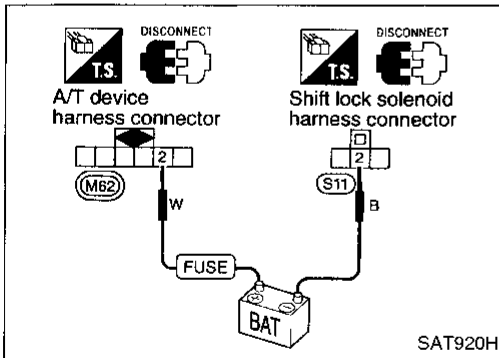 DISCONNECT
T.S.
A/T device
harness connector
2
M62
W
DISCONNECT
T.S.
Shift lock solenoid
harness connector
2
S11
B
FUSE
BAT
SAT920H